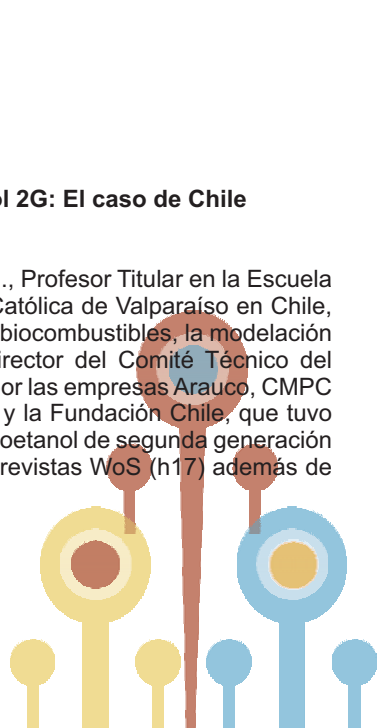 ol 2G: El caso de Chile
., Profesor Titular en la Escuela
Católica de Valparaíso en Chile,
biocombustibles, la modelación
irector del Comité Técnico del
or las empresas Arauco, CMPC
y la Fundación Chile, que tuvo
oetanol de segunda generación
revistas WoS (h17) además de